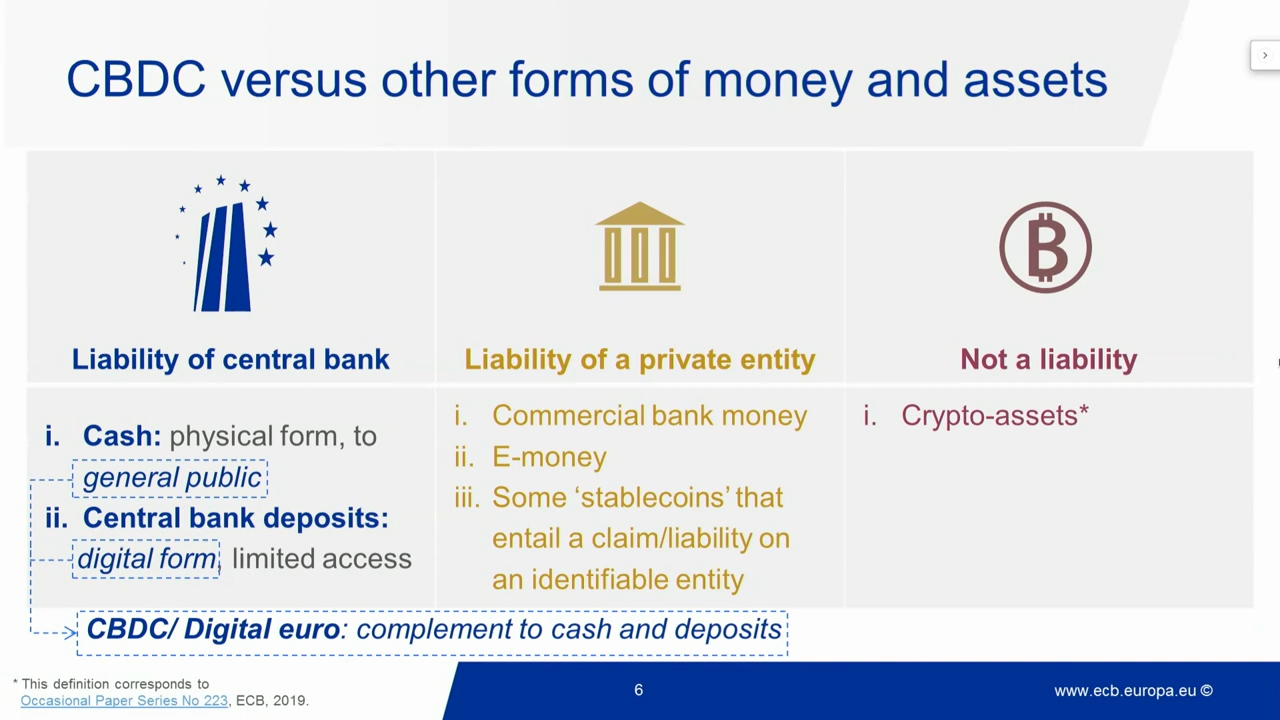 CBDC versus other forms of money and assets
Liability of central bank
i. Cash: physical form, to
general public
ii. Central bank deposits:
digital form, limited access
Liability of a private entity
i. Commercial bank money
ii. E-money
iii. Some ‘stablecoins’ that
entail a claim/liability on
an identifiable entity
Not a liability
i. Crypto-assets*
CBDC/ Digital euro: complement to cash and deposits
* This definition corresponds to
Occasional Paper Series No 223, ECB, 2019.
6
www.ecb.europa.eu ©